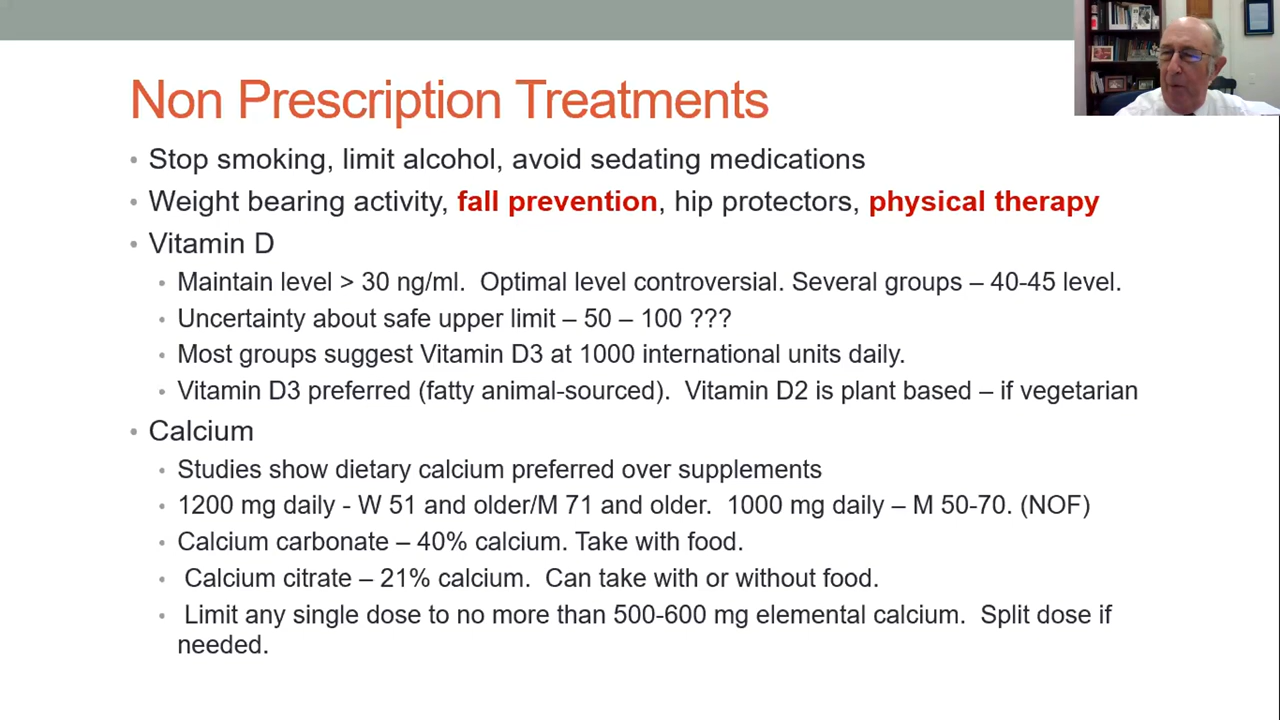 Non Prescription Treatments
• Stop smoking, limit alcohol, avoid sedating medications
• Weight bearing activity, fall prevention, hip protectors, physical therapy
• Vitamin D
• Maintain level > 30 ng/ml.  Optimal level controversial. Several groups – 40-45 level.
• Uncertainty about safe upper limit – 50 – 100 ???
• Most groups suggest Vitamin D3 at 1000 international units daily.
• Vitamin D3 preferred (fatty animal-sourced).  Vitamin D2 is plant based – if vegetarian
• Calcium
• Studies show dietary calcium preferred over supplements
• 1200 mg daily - W 51 and older/M 71 and older.  1000 mg daily – M 50-70. (NOF)
• Calcium carbonate – 40% calcium. Take with food.
• Calcium citrate – 21% calcium.  Can take with or without food.
• Limit any single dose to no more than 500-600 mg elemental calcium.  Split dose if
needed.